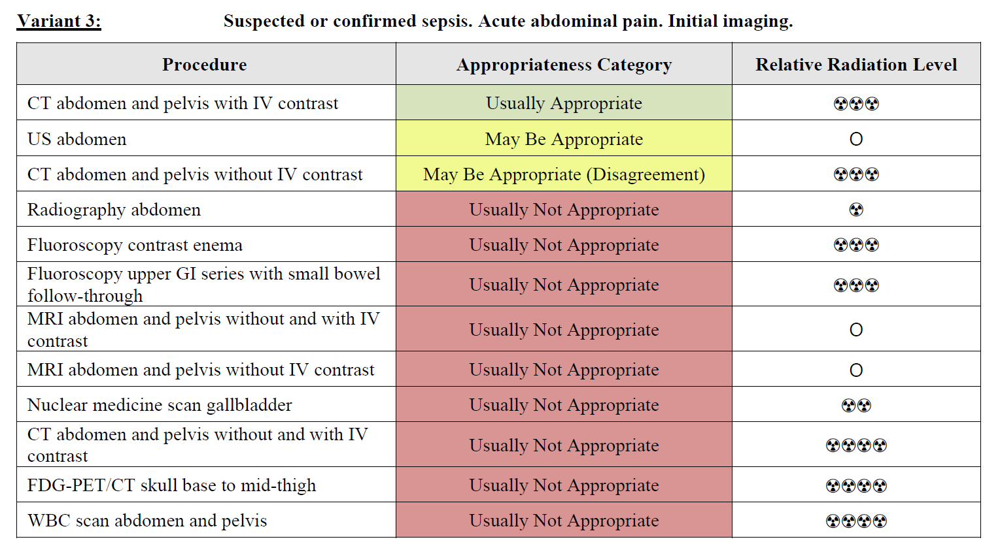 Variant 3: Suspected or confirmed sepsis. Acute abdominal pain. Initial imaging.
Procedure Appropriateness Category Relative Radiation Level
CT abdomen and pelvis with IV contrast Usually Appropriate ☢☢☢
US abdomen May Be Appropriate O
CT abdomen and pelvis without IV contrast May Be Appropriate (Disagreement) ☢☢☢
Radiography abdomen Usually Not Appropriate ☢
Fluoroscopy contrast enema Usually Not Appropriate ☢☢☢
Fluoroscopy upper GI series with small bowel
follow-through Usually Not Appropriate ☢☢☢
MRI abdomen and pelvis without and with IV
contrast Usually Not Appropriate O
MRI abdomen and pelvis without IV contrast Usually Not Appropriate O
Nuclear medicine scan gallbladder Usually Not Appropriate ☢☢
CT abdomen and pelvis without and with IV
contrast Usually Not Appropriate ☢☢☢☢
FDG-PET/CT skull base to mid-thigh Usually Not Appropriate ☢☢☢☢
WBC scan abdomen and pelvis Usually Not Appropriate ☢☢☢☢